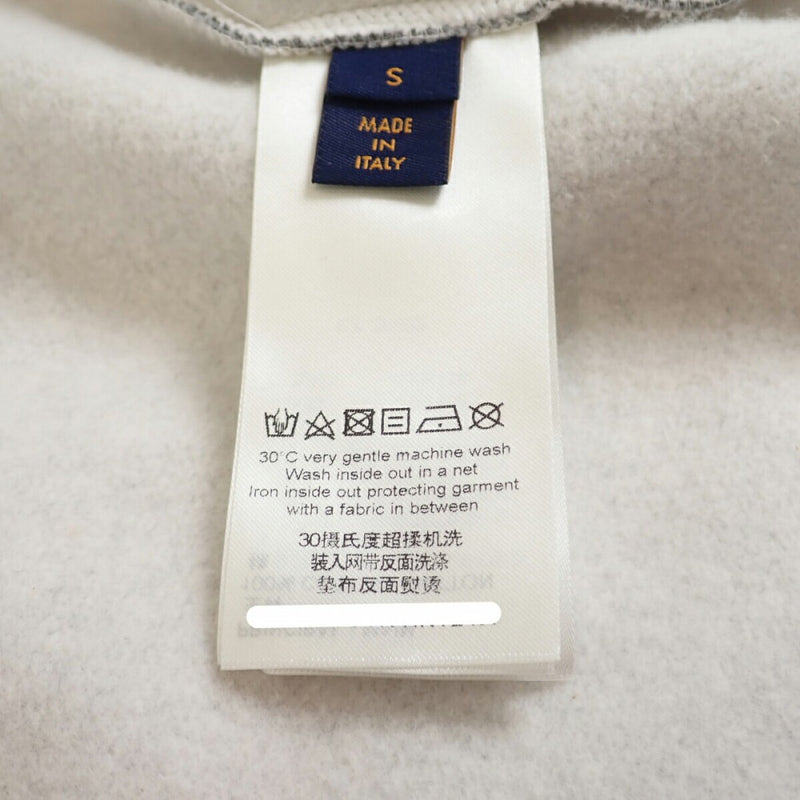 S
MADE
IN
ITALY
30°C very gentle machine wash
Wash inside out in a net
Iron inside out protecting garment
with a fabric in between
30摄氏度超揉机洗
装入网带反面洗涤
垫布反面熨烫